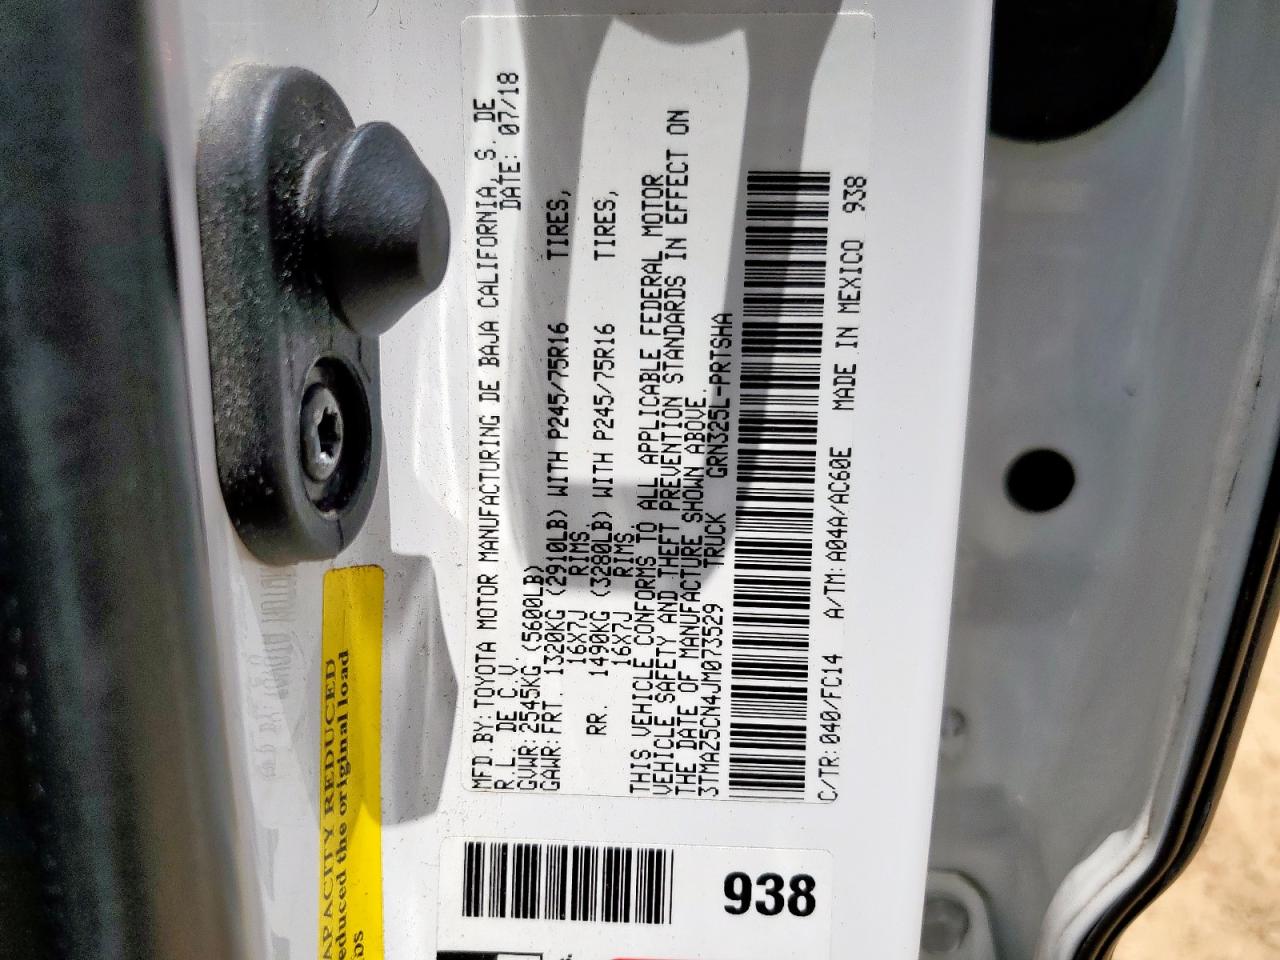 MFD.BY:TOYOTA MOTOR MANUFACTURING DE BAJA CALIFORNIA, S. DE
R.L. DE C.V. DATE: 07/18
GVWR:2545KG (5600LB)
GAWR:FRT. 1320KG (2910LB) WITH P245/75R16 TIRES,
16X7J RIMS.
RR. 1490KG (3280LB) WITH P245/75R16 TIRES,
16X7J RIMS.
THIS VEHICLE CONFORMS TO ALL APPLICABLE FEDERAL MOTOR
VEHICLE SAFETY AND THEFT PREVENTION STANDARDS IN EFFECT ON
THE DATE OF MANUFACTURE SHOWN ABOVE.
3TMAZ5CN4JM073529 TRUCK GRN325L-PRTSHA
C/TR:040/FC14 A/TM:A04A/AC60E MADE IN MEXICO 938
APACITY REDUCED
educed the original load
bs
938